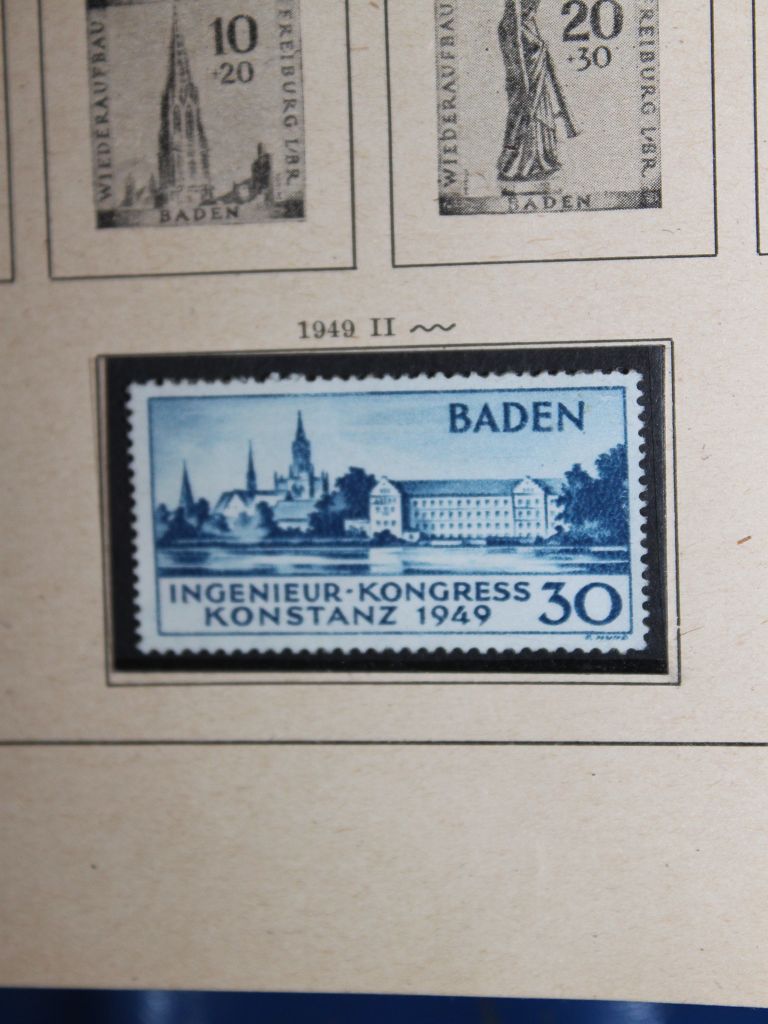 WIEDERAUFBAU
10
+20
FREIBURG I/BR.
BADEN
WIEDERAUFBAU
20
+30
FREIBURG I/BR.
BADEN
1949 II
BADEN
INGENIEUR-KONGRESS
KONSTANZ 1949
30